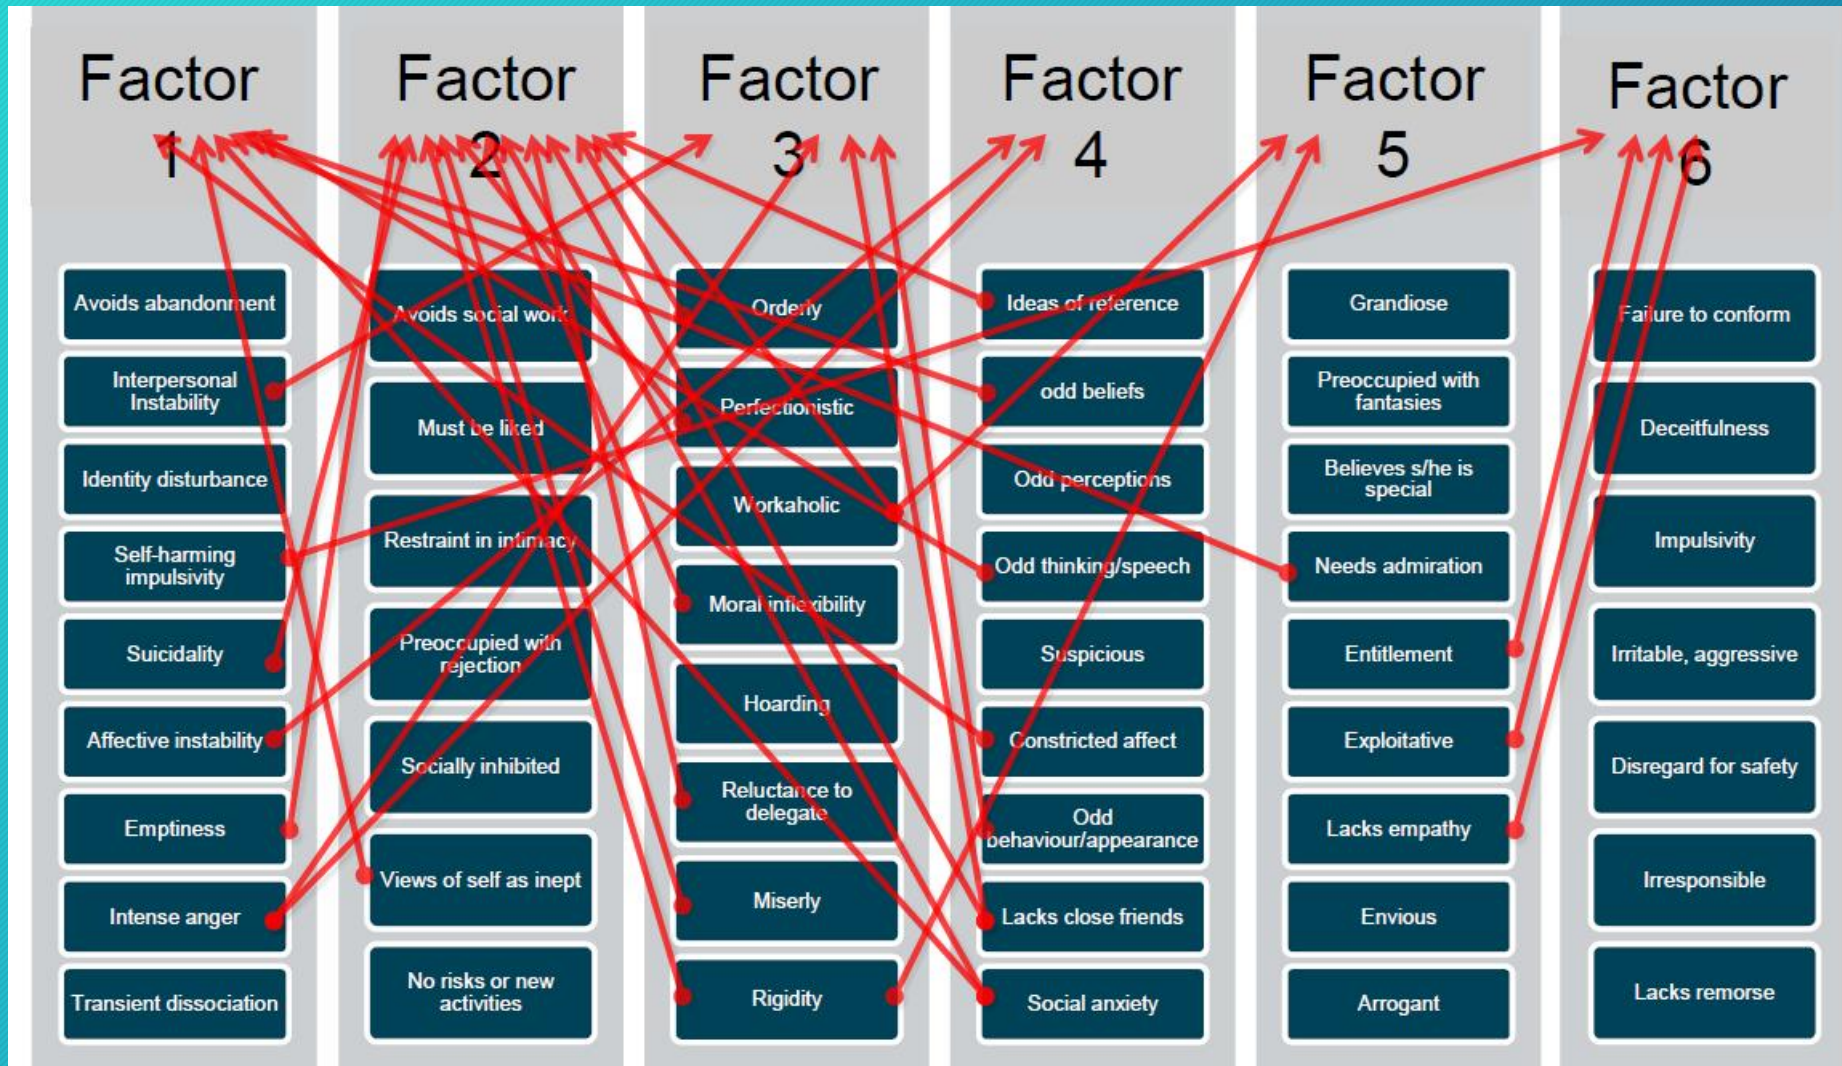 Factor
1
Avoids abandonment
Interpersonal
Instability
Identity disturbance
Self-harming
impulsivity
Suicidality
Affective instability
Emptiness
Intense anger
Transient dissociation
Factor
2
Avoids social work
Must be liked
Restraint in intimacy
Preoccupied with
rejection
Socially inhibited
Views of self as inept
No risks or new
activities
Factor
3
Orderly
Perfectionistic
Workaholic
Moral inflexibility
Hoarding
Reluctance to
delegate
Miserly
Rigidity
Factor
4
Ideas of reference
odd beliefs
Odd perceptions
Odd thinking/speech
Suspicious
Constricted affect
Odd
behaviour/appearance
Lacks close friends
Social anxiety
Factor
5
Grandiose
Preoccupied with
fantasies
Believes s/he is
special
Needs admiration
Entitlement
Exploitative
Lacks empathy
Envious
Arrogant
Factor
6
Failure to conform
Deceitfulness
Impulsivity
Irritable, aggressive
Disregard for safety
Irresponsible
Lacks remorse